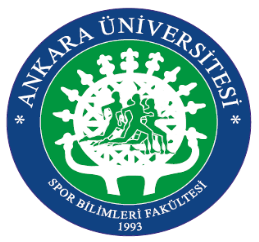 * ANKARA ÜNİVERSİTESİ *
SPOR BİLİMLERİ FAKÜLTESİ
1993